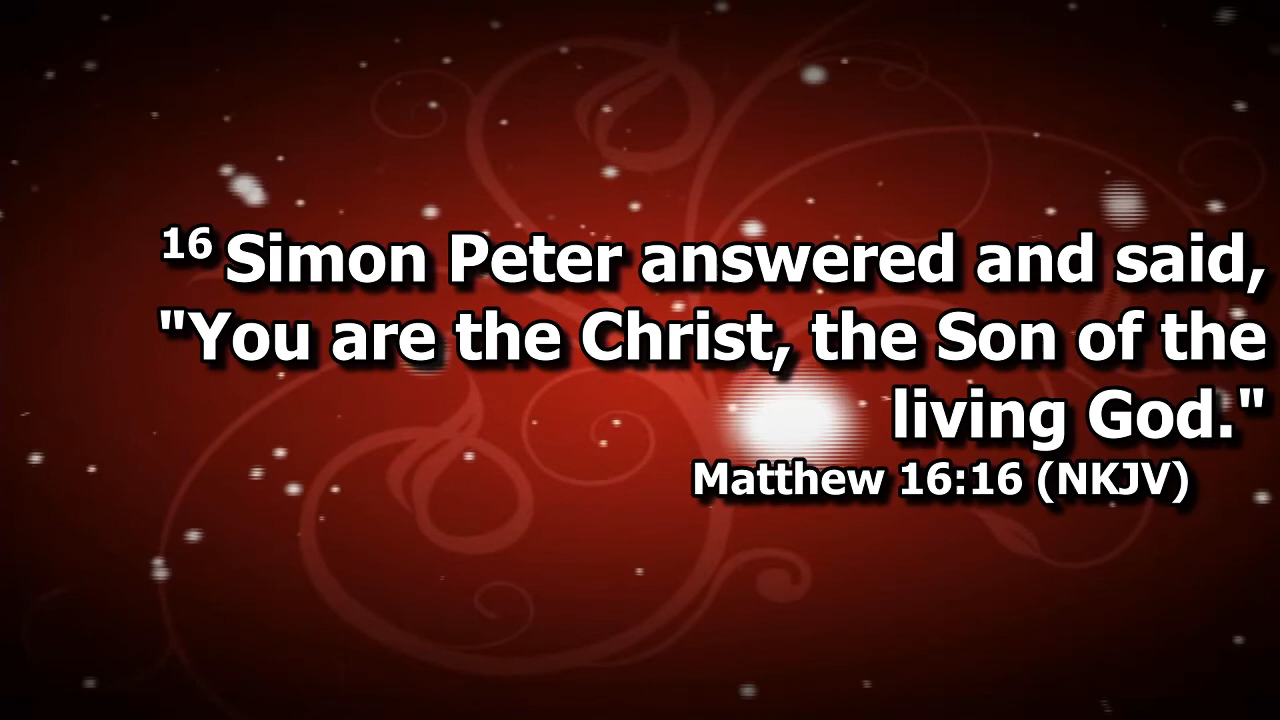 16 Simon Peter answered and said,
"You are the Christ, the Son of the
living God."
Matthew 16:16 (NKJV)